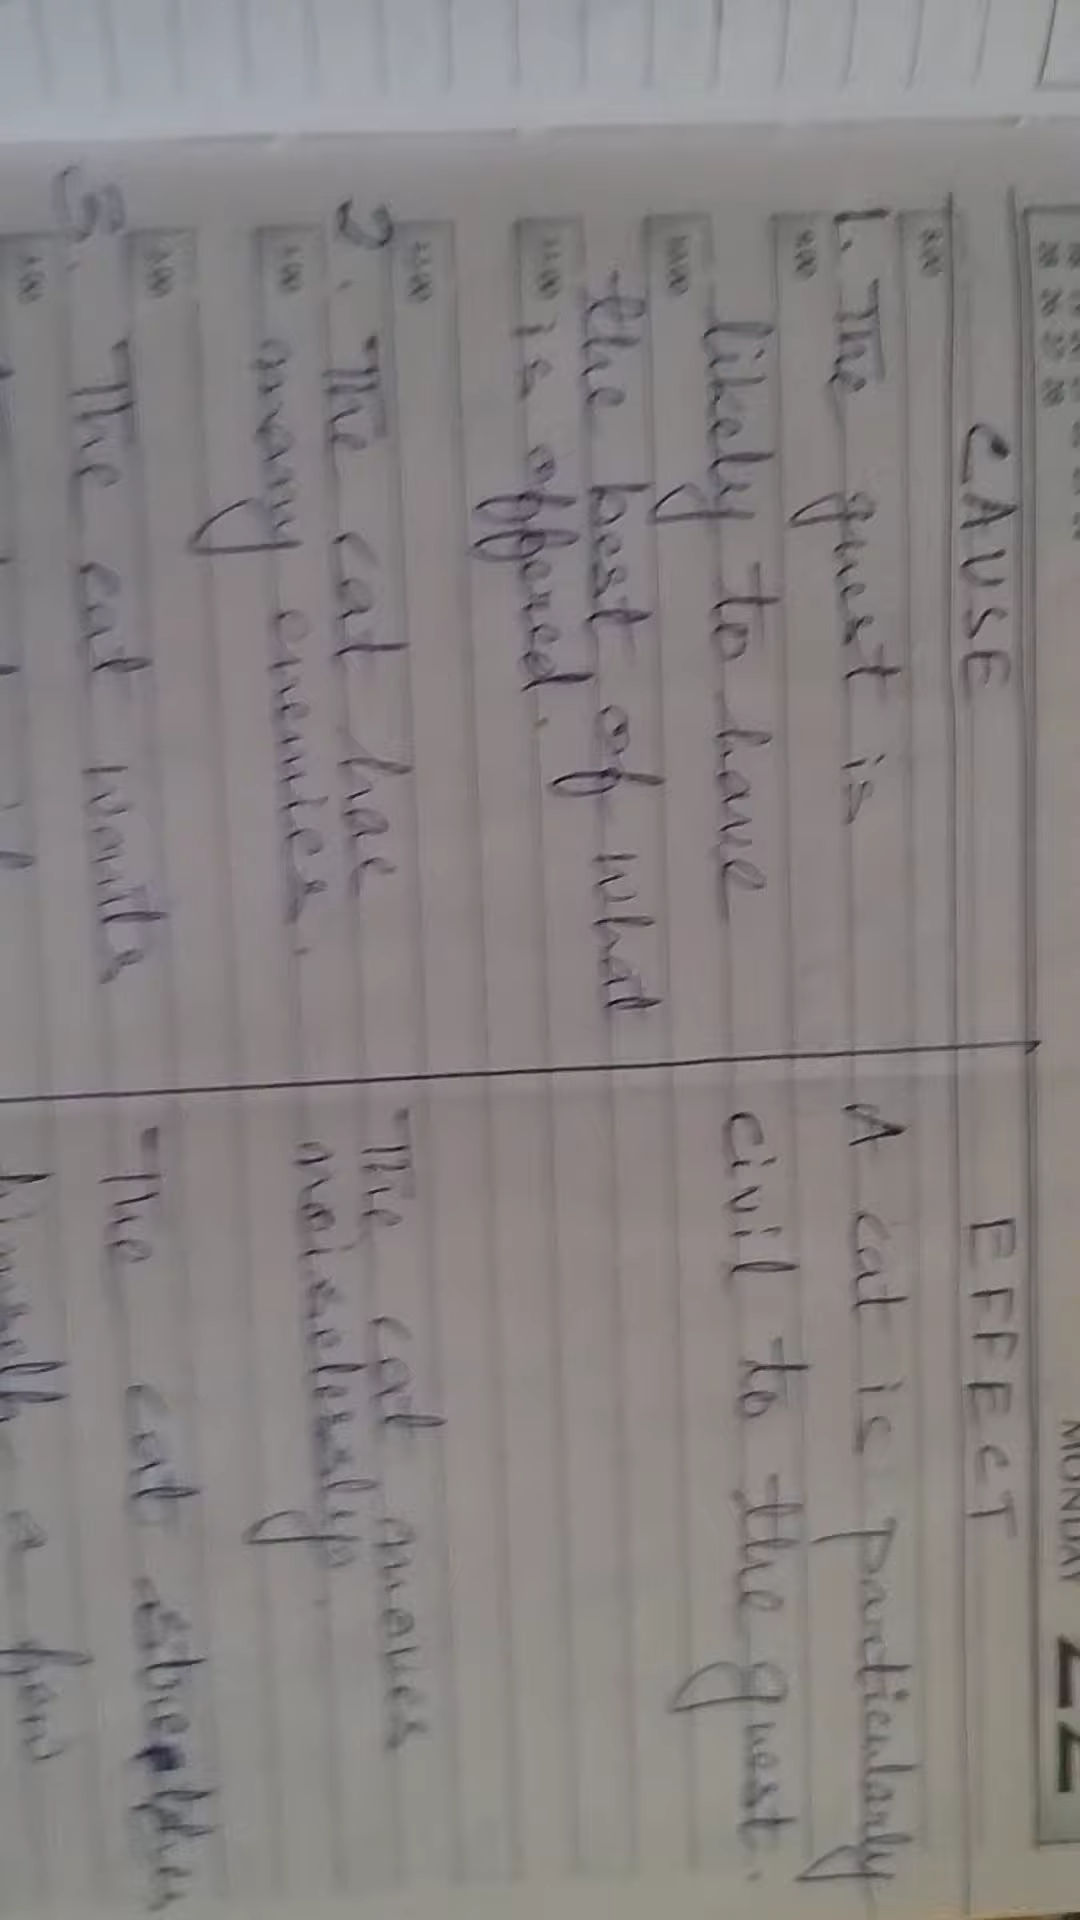 MONDAY 22
CAUSE EFFECT
1. The guest is A cat is particularly
likely to have civil to the guest.
the best of what
is offered.
2. The cat has The cat moves
many enemies. noiselessly.
3. The cat wants The cat